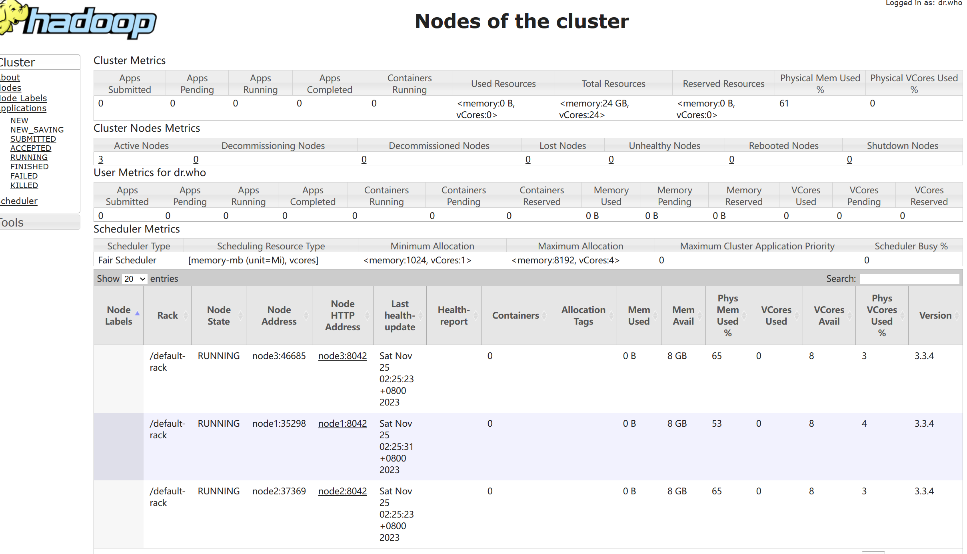 Logged in as: dr.who
hadoop
Nodes of the cluster
Cluster
About
Nodes
Node Labels
Applications
NEW
NEW_SAVING
SUBMITTED
ACCEPTED
RUNNING
FINISHED
FAILED
KILLED
Scheduler
Tools
Cluster Metrics
Apps Submitted Apps Pending Apps Running Apps Completed Containers Running Used Resources Total Resources Reserved Resources Physical Mem Used % Physical VCores Used %
0 0 0 0 0 <memory:0 B, vCores:0> <memory:24 GB, vCores:24> <memory:0 B, vCores:0> 61 0
Cluster Nodes Metrics
Active Nodes Decommissioning Nodes Decommissioned Nodes Lost Nodes Unhealthy Nodes Rebooted Nodes Shutdown Nodes
3 0 0 0 0 0 0
User Metrics for dr.who
Apps Submitted Apps Pending Apps Running Apps Completed Containers Running Containers Pending Containers Reserved Memory Used Memory Pending Memory Reserved VCores Used VCores Pending VCores Reserved
0 0 0 0 0 0 0 0 B 0 B 0 B 0 0 0
Scheduler Metrics
Scheduler Type Scheduling Resource Type Minimum Allocation Maximum Allocation Maximum Cluster Application Priority Scheduler Busy %
Fair Scheduler [memory-mb (unit=Mi), vcores] <memory:1024, vCores:1> <memory:8192, vCores:4> 0 0
Show 20 entries Search:
Node Labels Rack Node State Node Address Node HTTP Address Last health-update Health-report Containers Allocation Tags Mem Used Mem Avail Phys Mem Used % VCores Used VCores Avail Phys VCores Used % Version
/default-rack RUNNING node3:46685 node3:8042 Sat Nov 25 02:25:23 +0800 2023 0 0 B 8 GB 65 0 8 3 3.3.4
/default-rack RUNNING node1:35298 node1:8042 Sat Nov 25 02:25:31 +0800 2023 0 0 B 8 GB 53 0 8 4 3.3.4
/default-rack RUNNING node2:37369 node2:8042 Sat Nov 25 02:25:23 +0800 2023 0 0 B 8 GB 65 0 8 3 3.3.4